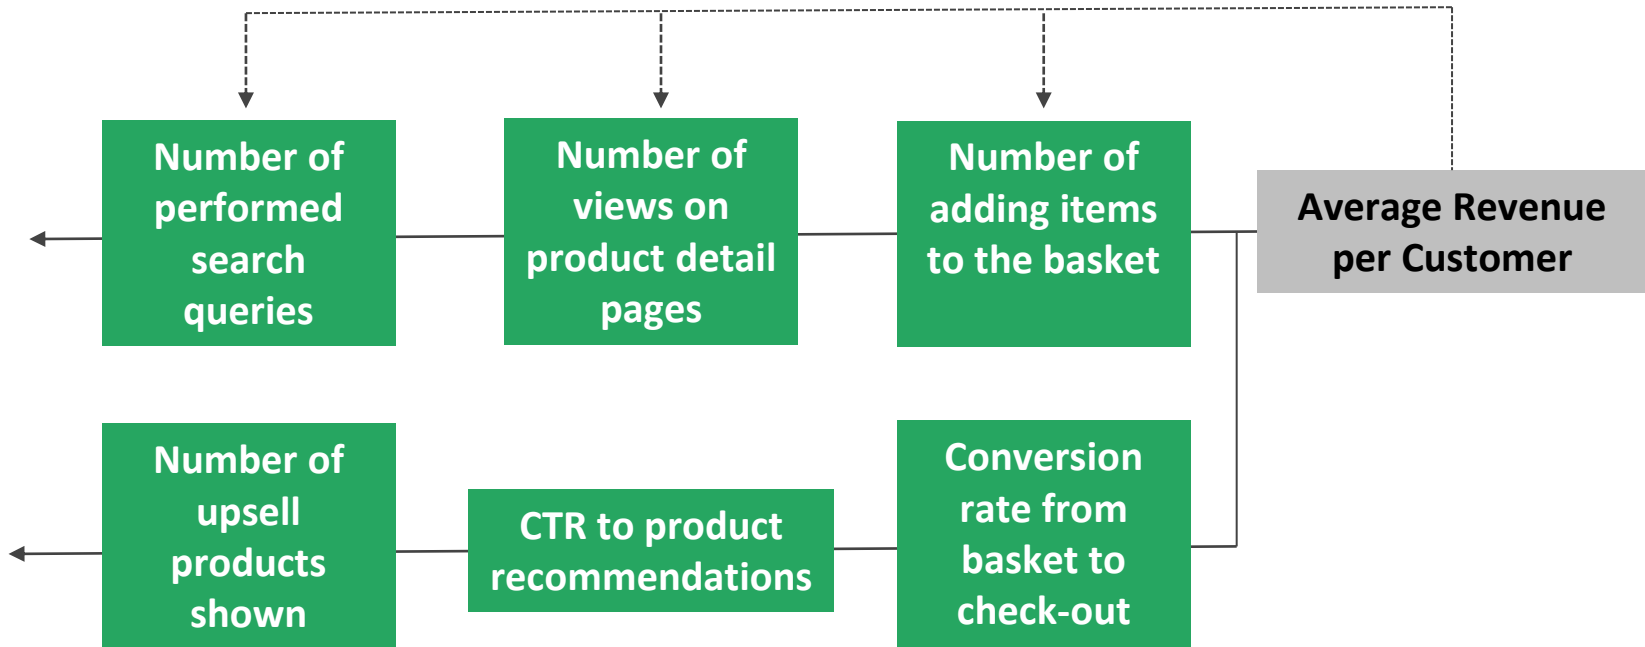 Number of
performed
search
queries
Number of
views on
product detail
pages
Number of
adding items
to the basket
Average Revenue
per Customer
Number of
upsell
products
shown
CTR to product
recommendations
Conversion
rate from
basket to
check-out